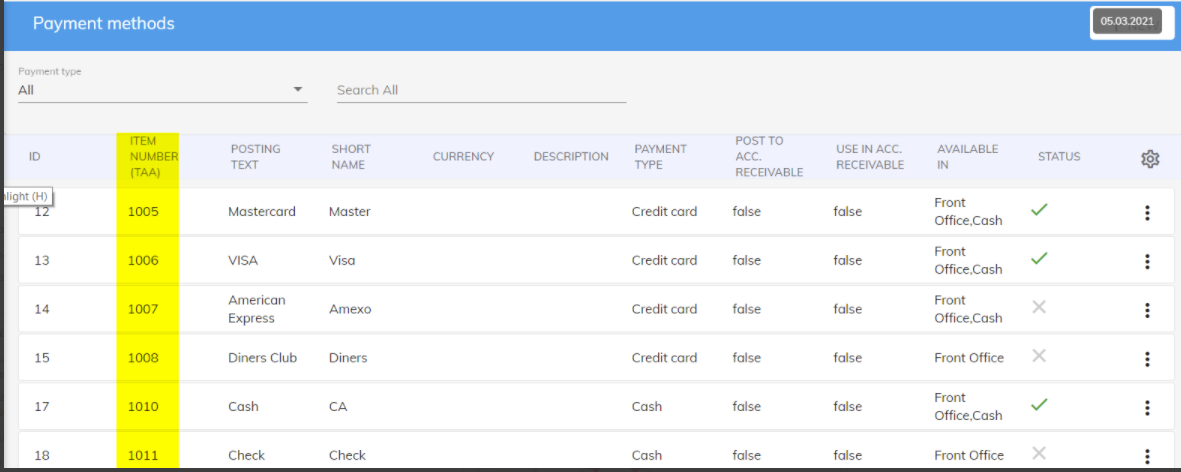 Payment methods
05.03.2021
Payment type
All
Search All
ID
ITEM
NUMBER
(TAA)
POSTING
TEXT
SHORT
NAME
CURRENCY
DESCRIPTION
PAYMENT
TYPE
POST TO
ACC.
RECEIVABLE
USE IN ACC.
RECEIVABLE
AVAILABLE
IN
STATUS
light (H)
12 1005 Mastercard Master Credit card false false Front
Office,Cash
13 1006 VISA Visa Credit card false false Front
Office,Cash
14 1007 American
Express Amexo Credit card false false Front
Office,Cash
15 1008 Diners Club Diners Credit card false false Front Office
17 1010 Cash CA Cash false false Front
Office,Cash
18 1011 Check Check Cash false false Front Office